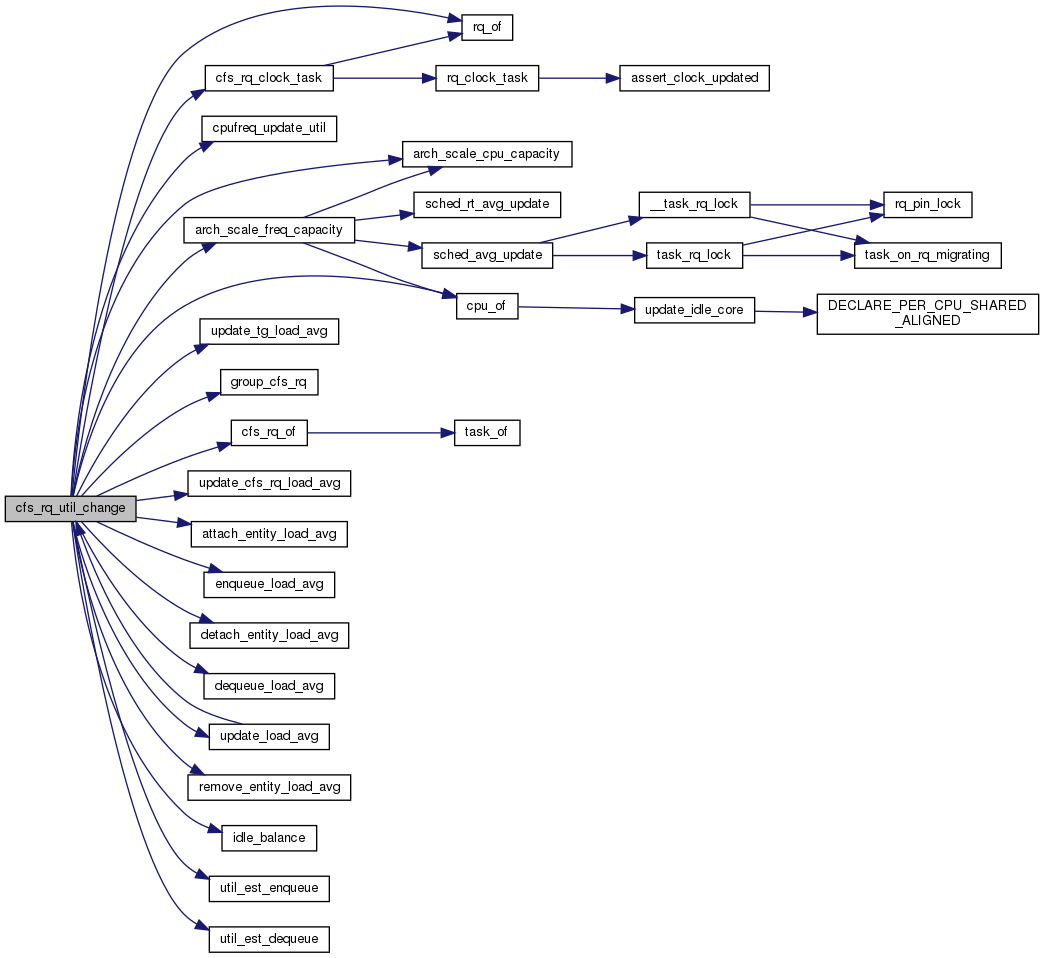 rq_of
cfs_rq_clock_task
rq_clock_task
assert_clock_updated
cpufreq_update_util
arch_scale_cpu_capacity
sched_rt_avg_update
__task_rq_lock
rq_pin_lock
arch_scale_freq_capacity
sched_avg_update
task_rq_lock
task_on_rq_migrating
cpu_of
update_idle_core
DECLARE_PER_CPU_SHARED
_ALIGNED
update_tg_load_avg
group_cfs_rq
cfs_rq_of
task_of
update_cfs_rq_load_avg
cfs_rq_util_change
attach_entity_load_avg
enqueue_load_avg
detach_entity_load_avg
dequeue_load_avg
update_load_avg
remove_entity_load_avg
idle_balance
util_est_enqueue
util_est_dequeue